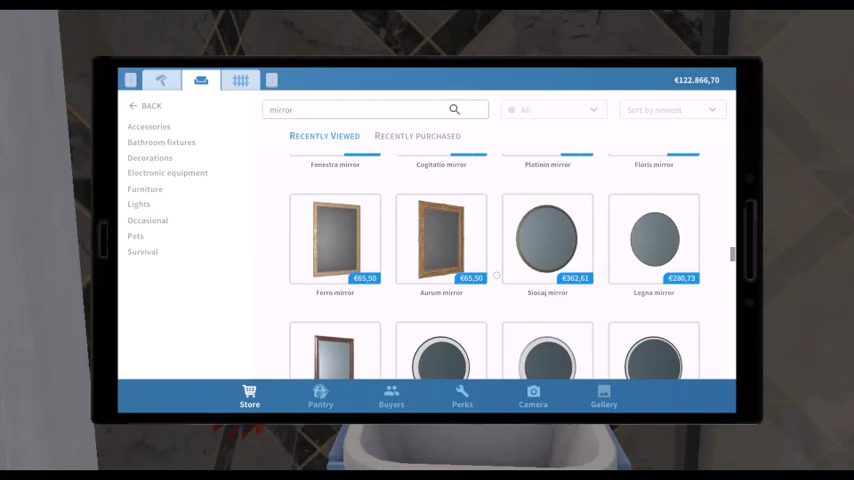 €122.866,70
BACK
mirror
All
Sort by newest
RECENTLY VIEWED
RECENTLY PURCHASED
Accessories
Bathroom fixtures
Decorations
Electronic equipment
Furniture
Lights
Occasional
Pets
Survival
Fenestra mirror
Cogitatio mirror
Platinin mirror
Floris mirror
€65,50
€65,50
€362,61
€280,73
Ferro mirror
Aurum mirror
Siocaj mirror
Legna mirror
Store
Pantry
Buyers
Perks
Camera
Gallery